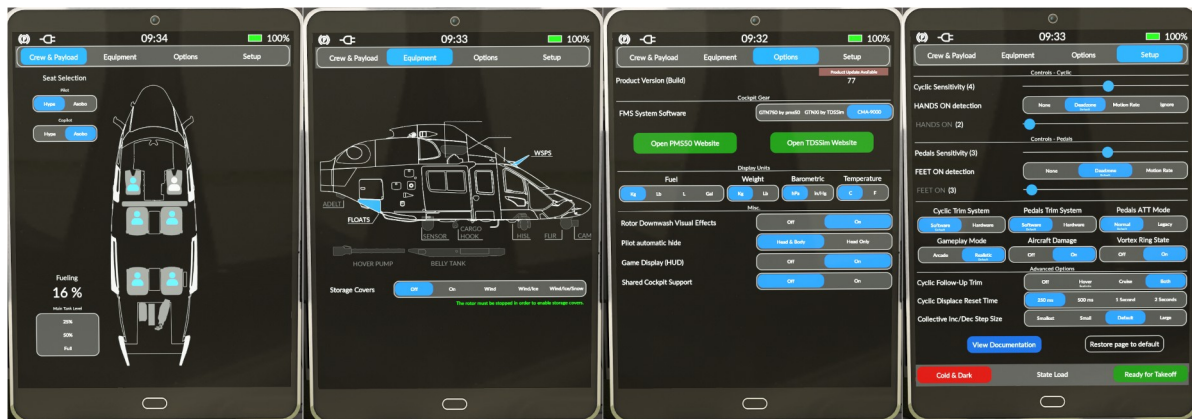 09:34
100%
Crew & Payload Equipment Options Setup
Seat Selection
Pilot
Hype Asobo
Copilot
Hype Asobo
Fueling
16 %
Main Tank Level
25%
50%
Full
09:33
100%
Crew & Payload Equipment Options Setup
WSPS
ADELT
FLOATS
SENSOR CARGO HOOK HISL FLIR CAM
HOVER PUMP BELLY TANK
Storage Covers Off On Wind Wind/Ice Wind/Ice/Snow
The rotor must be stopped in order to enable storage covers.
09:32
100%
Crew & Payload Equipment Options Setup
Product Update Available
Product Version (Build) 77
Cockpit Gear
FMS System Software GTN750 by pms50 GTNXi by TDSSim CMA-9000
Open PMS50 Website Open TDSSim Website
Display Units
Fuel Weight Barometric Temperature
Kg Lb L Gal Kg Lb hPa in/Hg C F
Misc.
Rotor Downwash Visual Effects Off On
Pilot automatic hide Head & Body Head Only
Game Display (HUD) Off On
Shared Cockpit Support Off On
09:33
100%
Crew & Payload Equipment Options Setup
Controls - Cyclic
Cyclic Sensitivity (4)
HANDS ON detection None Deadzone Motion Rate Ignore
HANDS ON (2)
Controls - Pedals
Pedals Sensitivity (3)
FEET ON detection None Deadzone Motion Rate
FEET ON (3)
Cyclic Trim System Pedals Trim System Pedals ATT Mode
Software Hardware Software Hardware Normal Legacy
Gameplay Mode Aircraft Damage Vortex Ring State
Arcade Realistic Off On Off On
Advanced Options
Cyclic Follow-Up Trim Off Hover Cruise Both
Cyclic Displace Reset Time 250 ms 500 ms 1 Second 2 Seconds
Collective Inc/Dec Step Size Smallest Small Default Large
View Documentation Restore page to default
Cold & Dark State Load Ready for Takeoff